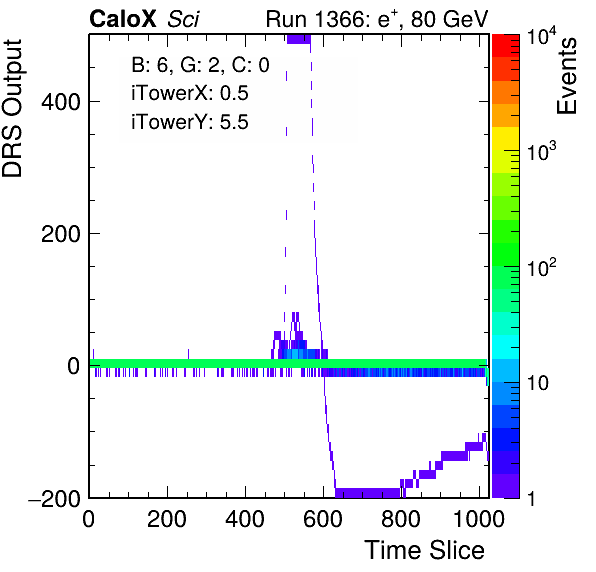 CaloX Sci Run 1366: e⁺, 80 GeV
B: 6, G: 2, C: 0
iTowerX: 0.5
iTowerY: 5.5
DRS Output
400
200
0
−200
0 200 400 600 800 1000
Time Slice
Events
10⁴
10³
10²
10
1